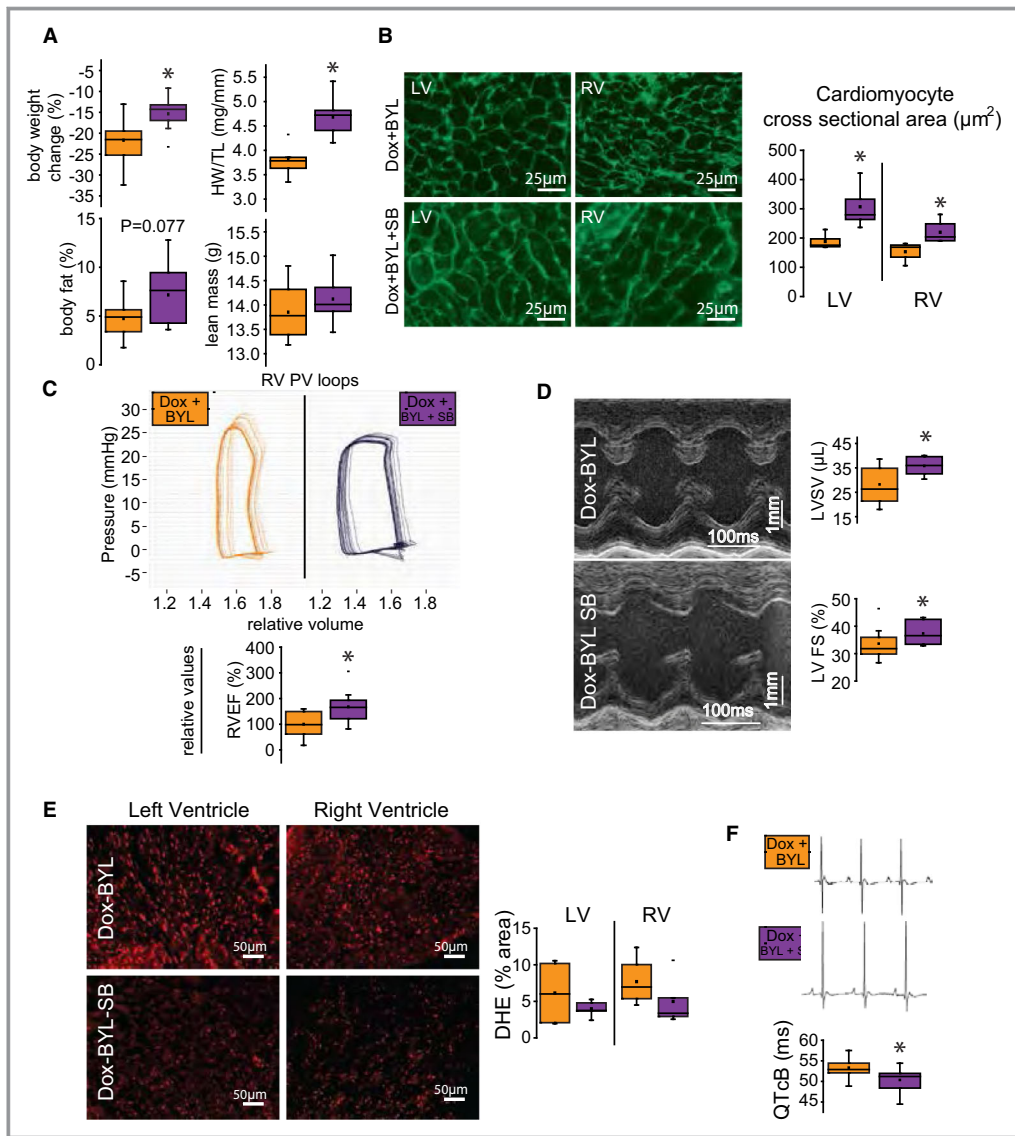 A
body weight
change (%)
-5
-10
-15
-20
-25
-30
-35
*
HW/TL (mg/mm)
5.5
5.0
4.5
4.0
3.5
3.0
*
body fat (%)
15
10
5
0
P=0.077
lean mass (g)
15.5
15.0
14.5
14.0
13.5
13.0
B
Dox+BYL
LV
25µm
RV
25µm
Dox+BYL+SB
LV
25µm
RV
25µm
Cardiomyocyte
cross sectional area (µm²)
500
400
300
200
100
0
*
*
LV
RV
C
RV PV loops
Dox +
BYL
Dox +
BYL + SB
Pressure (mmHg)
30
25
20
15
10
5
0
-5
1.2 1.4 1.6 1.8 1.2 1.4 1.6 1.8
relative volume
relative values
RVEF (%)
400
300
200
100
0
*
D
Dox-BYL
100ms
1mm
Dox-BYL SB
100ms
1mm
LVSV (µL)
45
35
25
15
*
LV FS (%)
50
40
30
20
*
E
Left Ventricle
Right Ventricle
Dox-BYL
50µm
50µm
Dox-BYL-SB
50µm
50µm
DHE (% area)
15
10
5
0
LV
RV
F
Dox +
BYL
Dox
BYL + S
QTcB (ms)
60
55
50
45
*